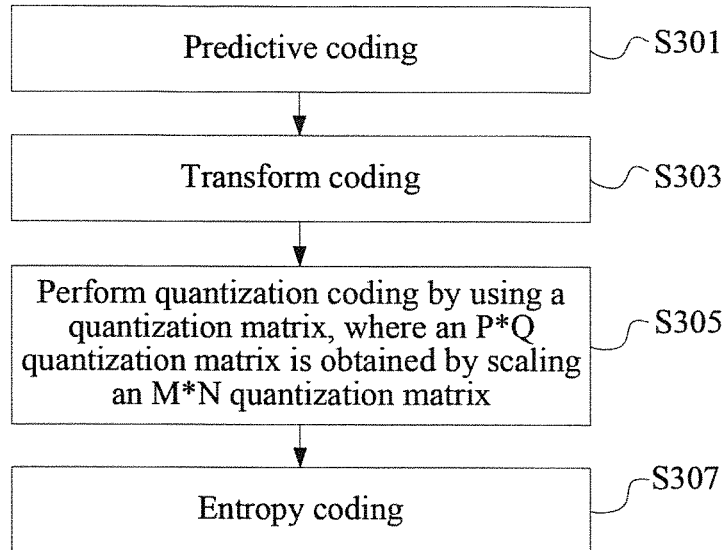 Predictive coding
S301
Transform coding
S303
Perform quantization coding by using a
quantization matrix, where an P*Q
quantization matrix is obtained by scaling
an M*N quantization matrix
S305
Entropy coding
S307